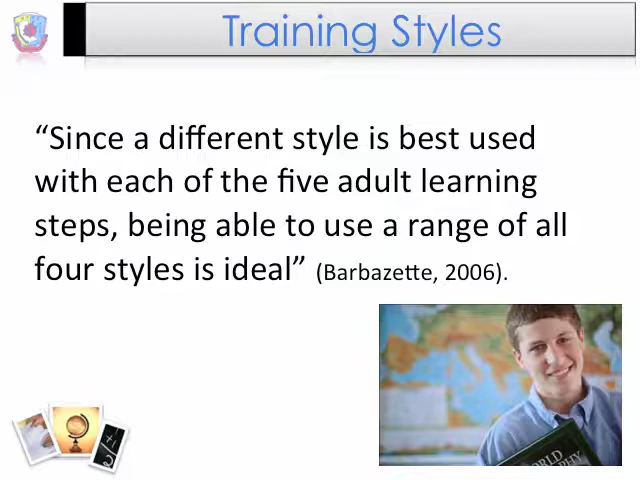 Training Styles
“Since a different style is best used
with each of the five adult learning
steps, being able to use a range of all
four styles is ideal” (Barbazette, 2006).
WORLD